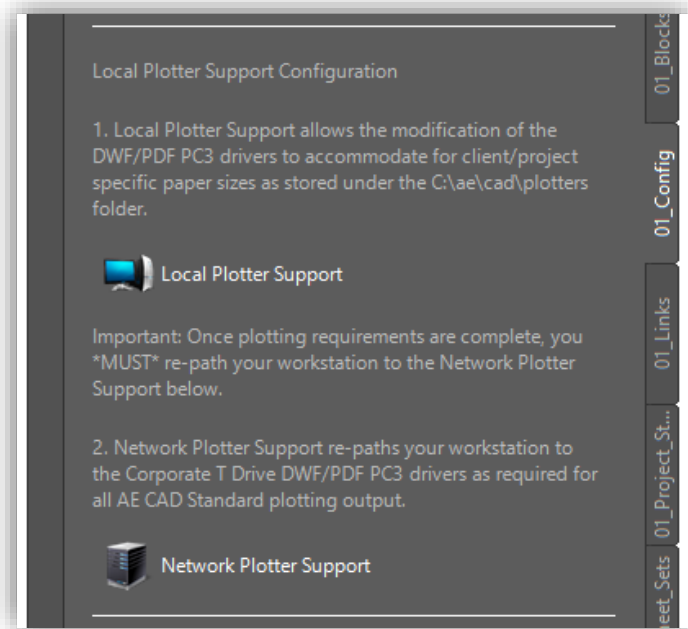 Local Plotter Support Configuration
1. Local Plotter Support allows the modification of the
DWF/PDF PC3 drivers to accommodate for client/project
specific paper sizes as stored under the C:\ae\cad\plotters
folder.
Local Plotter Support
Important: Once plotting requirements are complete, you
*MUST* re-path your workstation to the Network Plotter
Support below.
2. Network Plotter Support re-paths your workstation to
the Corporate T Drive DWF/PDF PC3 drivers as required for
all AE CAD Standard plotting output.
Network Plotter Support
01_Blocks
01_Config
01_Links
01_Project_St...